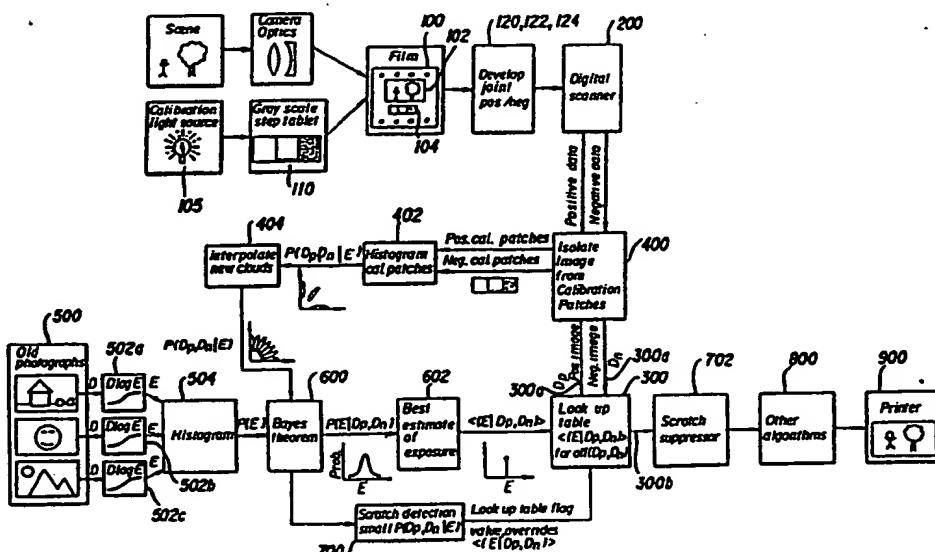 Scene
Camera
Optics
100
102
Film
104
120, 122, 124
Develop
joint
pos /neg
200
Digital
scanner
Calibration
light source
105
Gray scale
step tablet
110
Positive data
Negative data
404
Interpolate
new clouds
P(Dp,Dn|E)
402
Histogram
cal patches
Pos. cal. patches
Neg. cal patches
400
Isolate
Image
from
Calibration
Patches
500
Old
photographs
D
D
D
502a
DlogE
DlogE
DlogE
E
E
E
502b
502c
504
Histogram
P(E)
P(Dp,Dn|E)
600
Bayes
theorem
P(E|Dp,Dn)
Prob.
E
602
Best
estimate
of
exposure
<(E|Dp,Dn)>
E
Dp
Pos image
Neg. image
Dn
300a
300a
300
Look up
table
<(E|Dp,Dn)>
for all(Dp,Dn)
300b
702
Scratch
suppressor
800
Other
algorithms
900
Printer
Scratch detection
small P(Dp,Dn|E)
700
Look up table flag
value, overrides
<(E|Dp,Dn)>